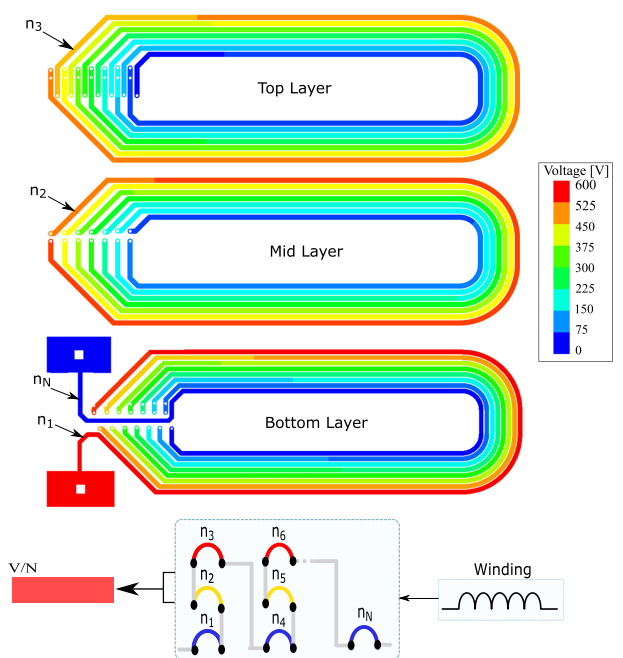 n3
Top Layer
n2
Mid Layer
Voltage [V]
600
525
450
375
300
225
150
75
0
nN
n1
Bottom Layer
n3 n6
n2 n5
n1 n4 nN
V/N
Winding